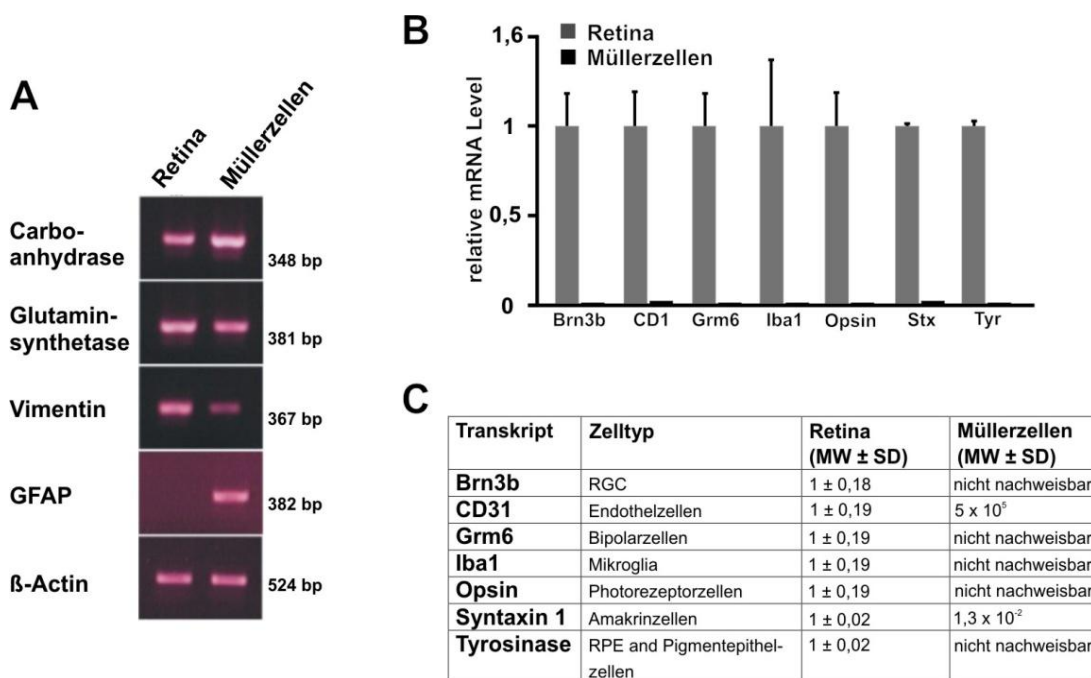 A
Retina
Müllerzellen
Carbo-
anhydrase
348 bp
Glutamin-
synthetase
381 bp
Vimentin
367 bp
GFAP
382 bp
ß-Actin
524 bp
B
Retina
Müllerzellen
relative mRNA Level
1,6
1
0,5
0
Brn3b CD1 Grm6 Iba1 Opsin Stx Tyr
C
Transkript Zelltyp Retina Müllerzellen
(MW ± SD) (MW ± SD)
Brn3b RGC 1 ± 0,18 nicht nachweisbar
CD31 Endothelzellen 1 ± 0,19 5 x 10⁵
Grm6 Bipolarzellen 1 ± 0,19 nicht nachweisbar
Iba1 Mikroglia 1 ± 0,19 nicht nachweisbar
Opsin Photorezeptorzellen 1 ± 0,19 nicht nachweisbar
Syntaxin 1 Amakrinzellen 1 ± 0,02 1,3 x 10⁻²
Tyrosinase RPE and Pigmentepithel- 1 ± 0,02 nicht nachweisbar
zellen